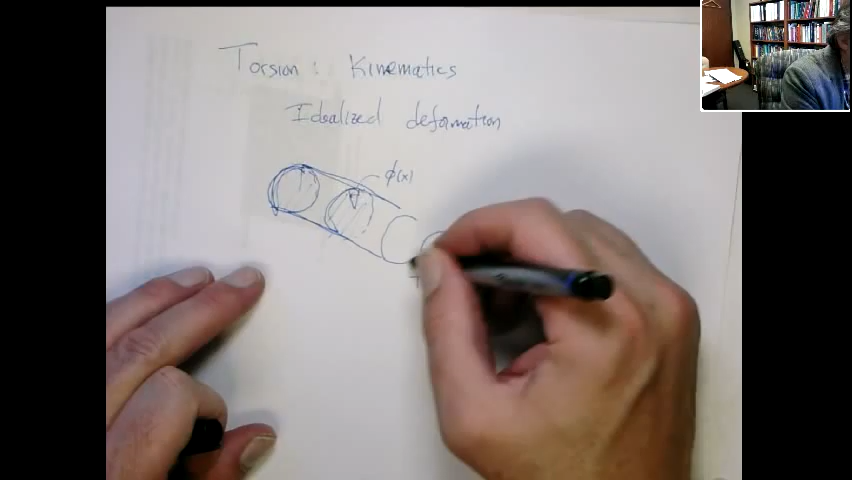 Torsion : Kinematics
Idealized deformation
ϕ(x)